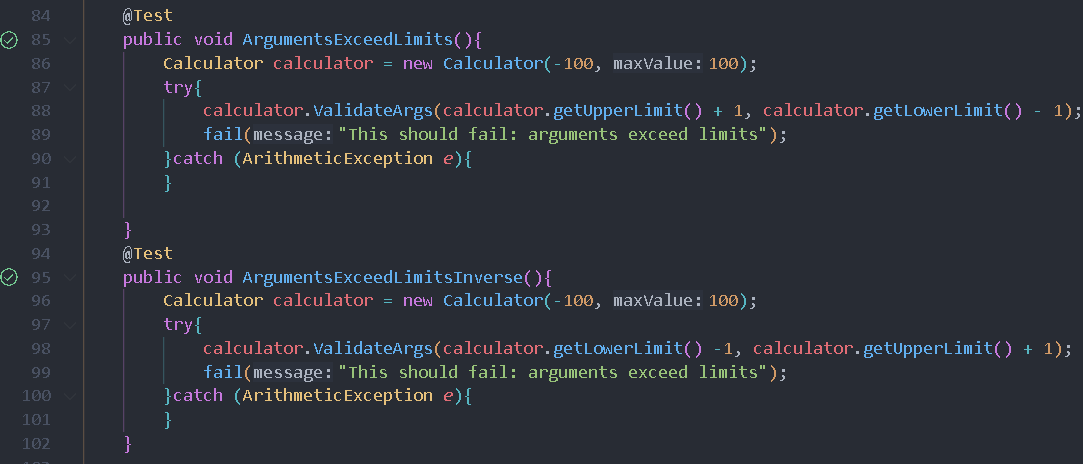 84 @Test
85 public void ArgumentsExceedLimits(){
86 Calculator calculator = new Calculator(-100, maxValue: 100);
87 try{
88 calculator.ValidateArgs(calculator.getUpperLimit() + 1, calculator.getLowerLimit() - 1);
89 fail(message: "This should fail: arguments exceed limits");
90 }catch (ArithmeticException e){
91 }
92
93 }
94 @Test
95 public void ArgumentsExceedLimitsInverse(){
96 Calculator calculator = new Calculator(-100, maxValue: 100);
97 try{
98 calculator.ValidateArgs(calculator.getLowerLimit() -1, calculator.getUpperLimit() + 1);
99 fail(message: "This should fail: arguments exceed limits");
100 }catch (ArithmeticException e){
101 }
102 }